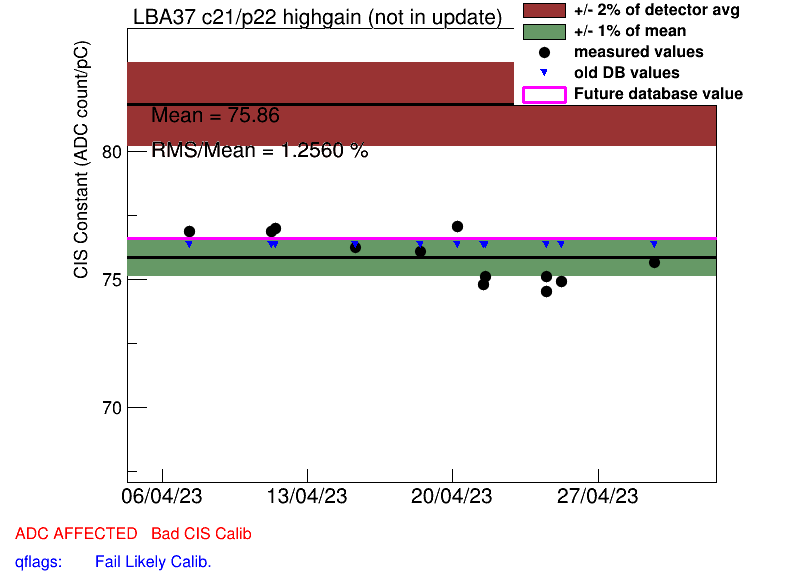 LBA37 c21/p22 highgain (not in update)
+/- 2% of detector avg
+/- 1% of mean
measured values
old DB values
Future database value
CIS Constant (ADC count/pC)
Mean = 75.86
RMS/Mean = 1.2560 %
80
75
70
06/04/23 13/04/23 20/04/23 27/04/23
ADC AFFECTED Bad CIS Calib
qflags: Fail Likely Calib.